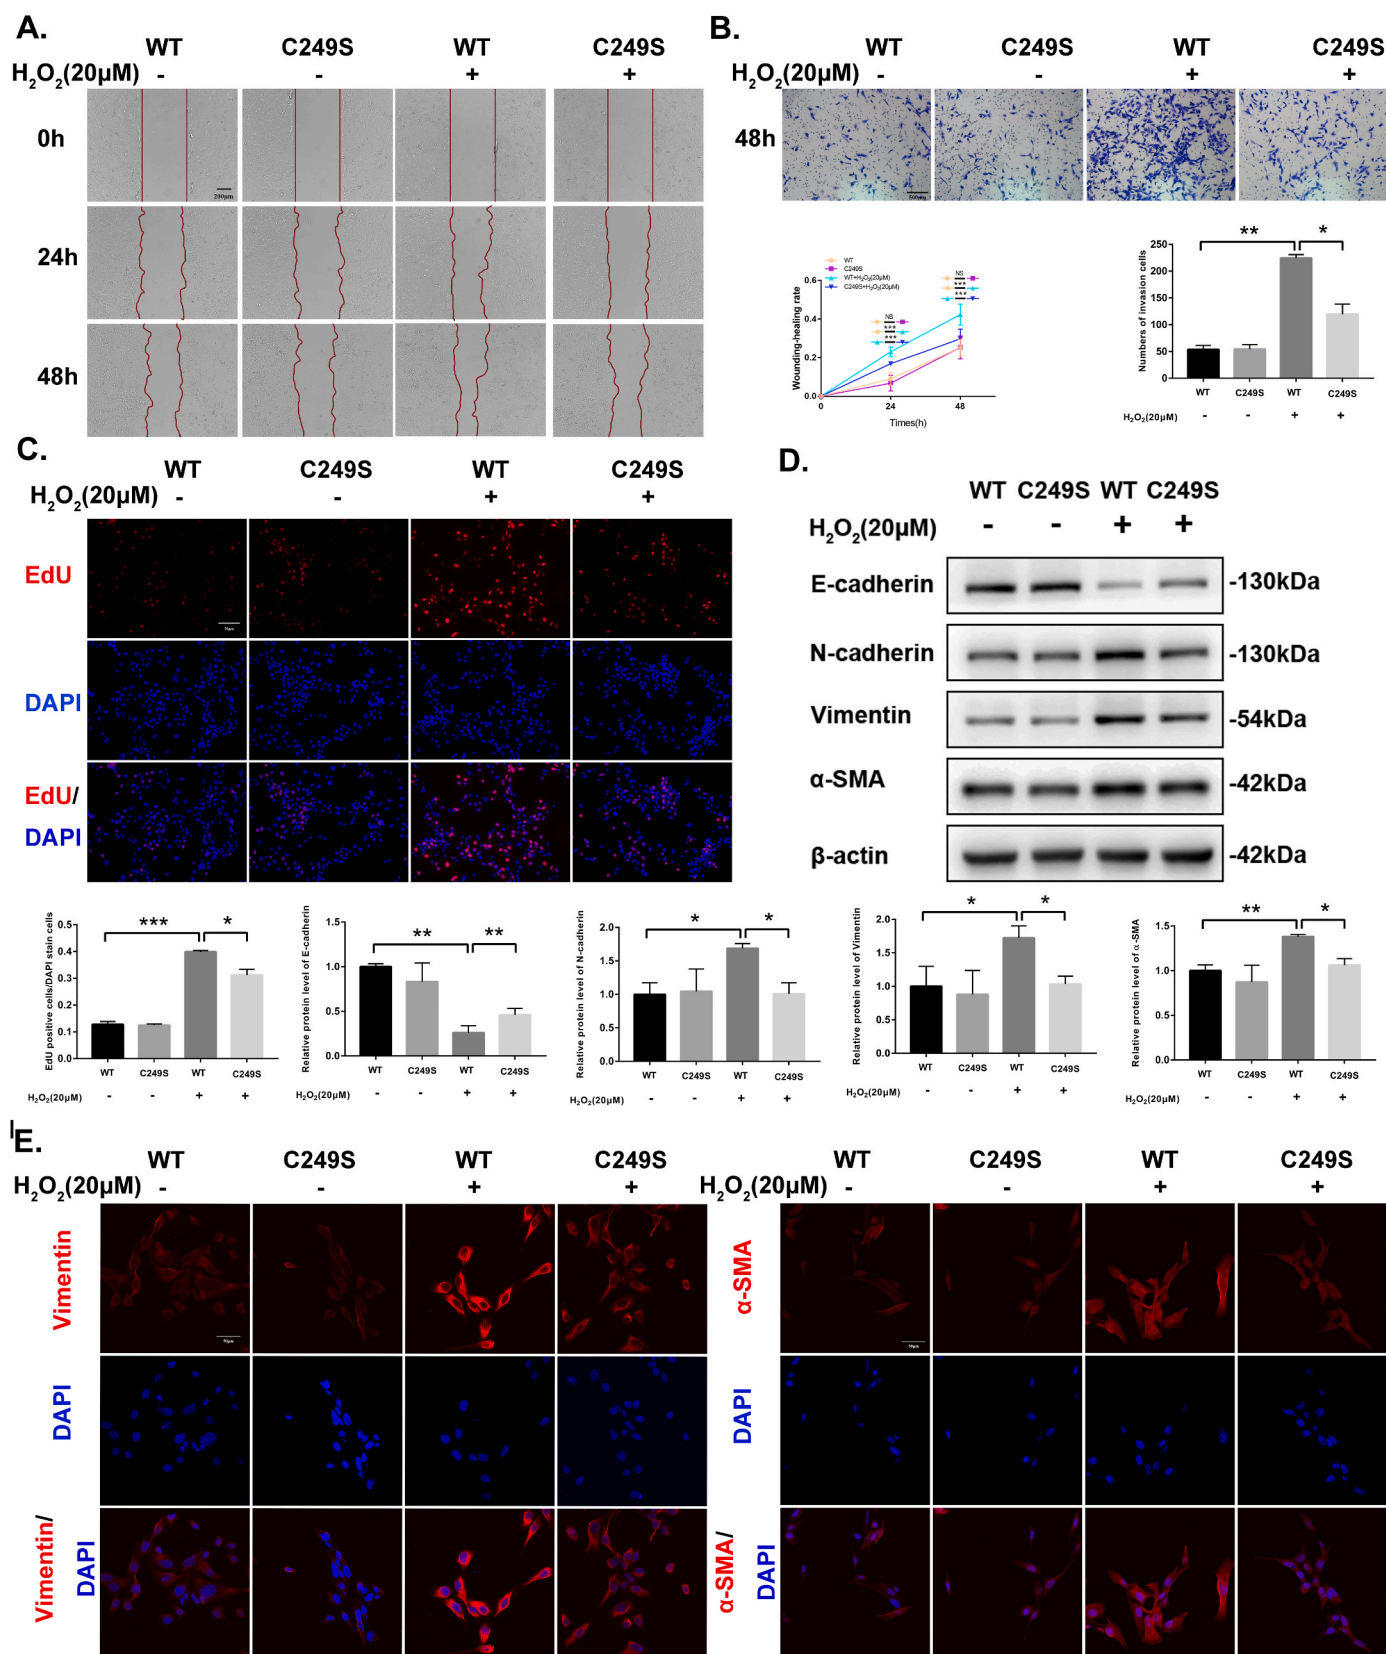 A.
WT C249S WT C249S
H₂O₂(20μM) - - + +
0h
200μm
24h
48h
B.
WT C249S WT C249S
H₂O₂(20μM) - - + +
48h
500μm
WT
C249S
WT+H₂O₂(20μM)
C249S+H₂O₂(20μM)
NS
***
***
NS
***
***
Wounding-healing rate
0.6
0.4
0.2
0.0
0 24 48
Times(h)
** *
Numbers of invasion cells
250
200
150
100
50
0
WT C249S WT C249S
H₂O₂(20μM) - - + +
C.
WT C249S WT C249S
H₂O₂(20μM) - - + +
EdU
DAPI
EdU/
DAPI
*** *
EdU positive cells/DAPI stain cells
0.5
0.4
0.3
0.2
0.1
0.0
WT C249S WT C249S
H₂O₂(20μM) - - + +
D.
WT C249S WT C249S
H₂O₂(20μM) - - + +
E-cadherin -130kDa
N-cadherin -130kDa
Vimentin -54kDa
α-SMA -42kDa
β-actin -42kDa
** **
Relative protein level of E-cadherin
1.5
1.0
0.5
0.0
WT C249S WT C249S
H₂O₂(20μM) - - + +
* *
Relative protein level of N-cadherin
2.0
1.5
1.0
0.5
0.0
WT C249S WT C249S
H₂O₂(20μM) - - + +
* *
Relative protein level of Vimentin
2.0
1.5
1.0
0.5
0.0
WT C249S WT C249S
H₂O₂(20μM) - - + +
** *
Relative protein level of α-SMA
1.5
1.0
0.5
0.0
WT C249S WT C249S
H₂O₂(20μM) - - + +
E.
WT C249S WT C249S
H₂O₂(20μM) - - + +
Vimentin
50μm
DAPI
Vimentin/
DAPI
WT C249S WT C249S
H₂O₂(20μM) - - + +
α-SMA
50μm
DAPI
α-SMA/
DAPI